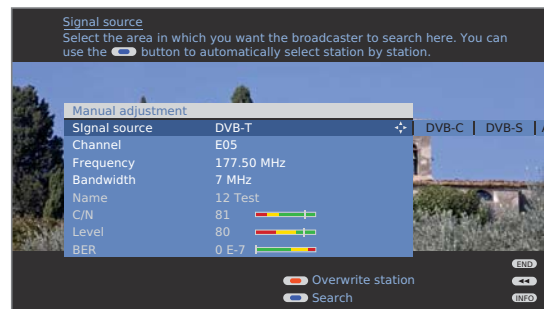 Signal source
Select the area in which you want the broadcaster to search here. You can
use the button to automatically select station by station.
Manual adjustment
SIgnal source DVB-T DVB-C DVB-S
Channel E05
Frequency 177.50 MHz
Bandwidth 7 MHz
Name 12 Test
C/N 81
Level 80
BER 0 E-7
END
Overwrite station
Search
INFO